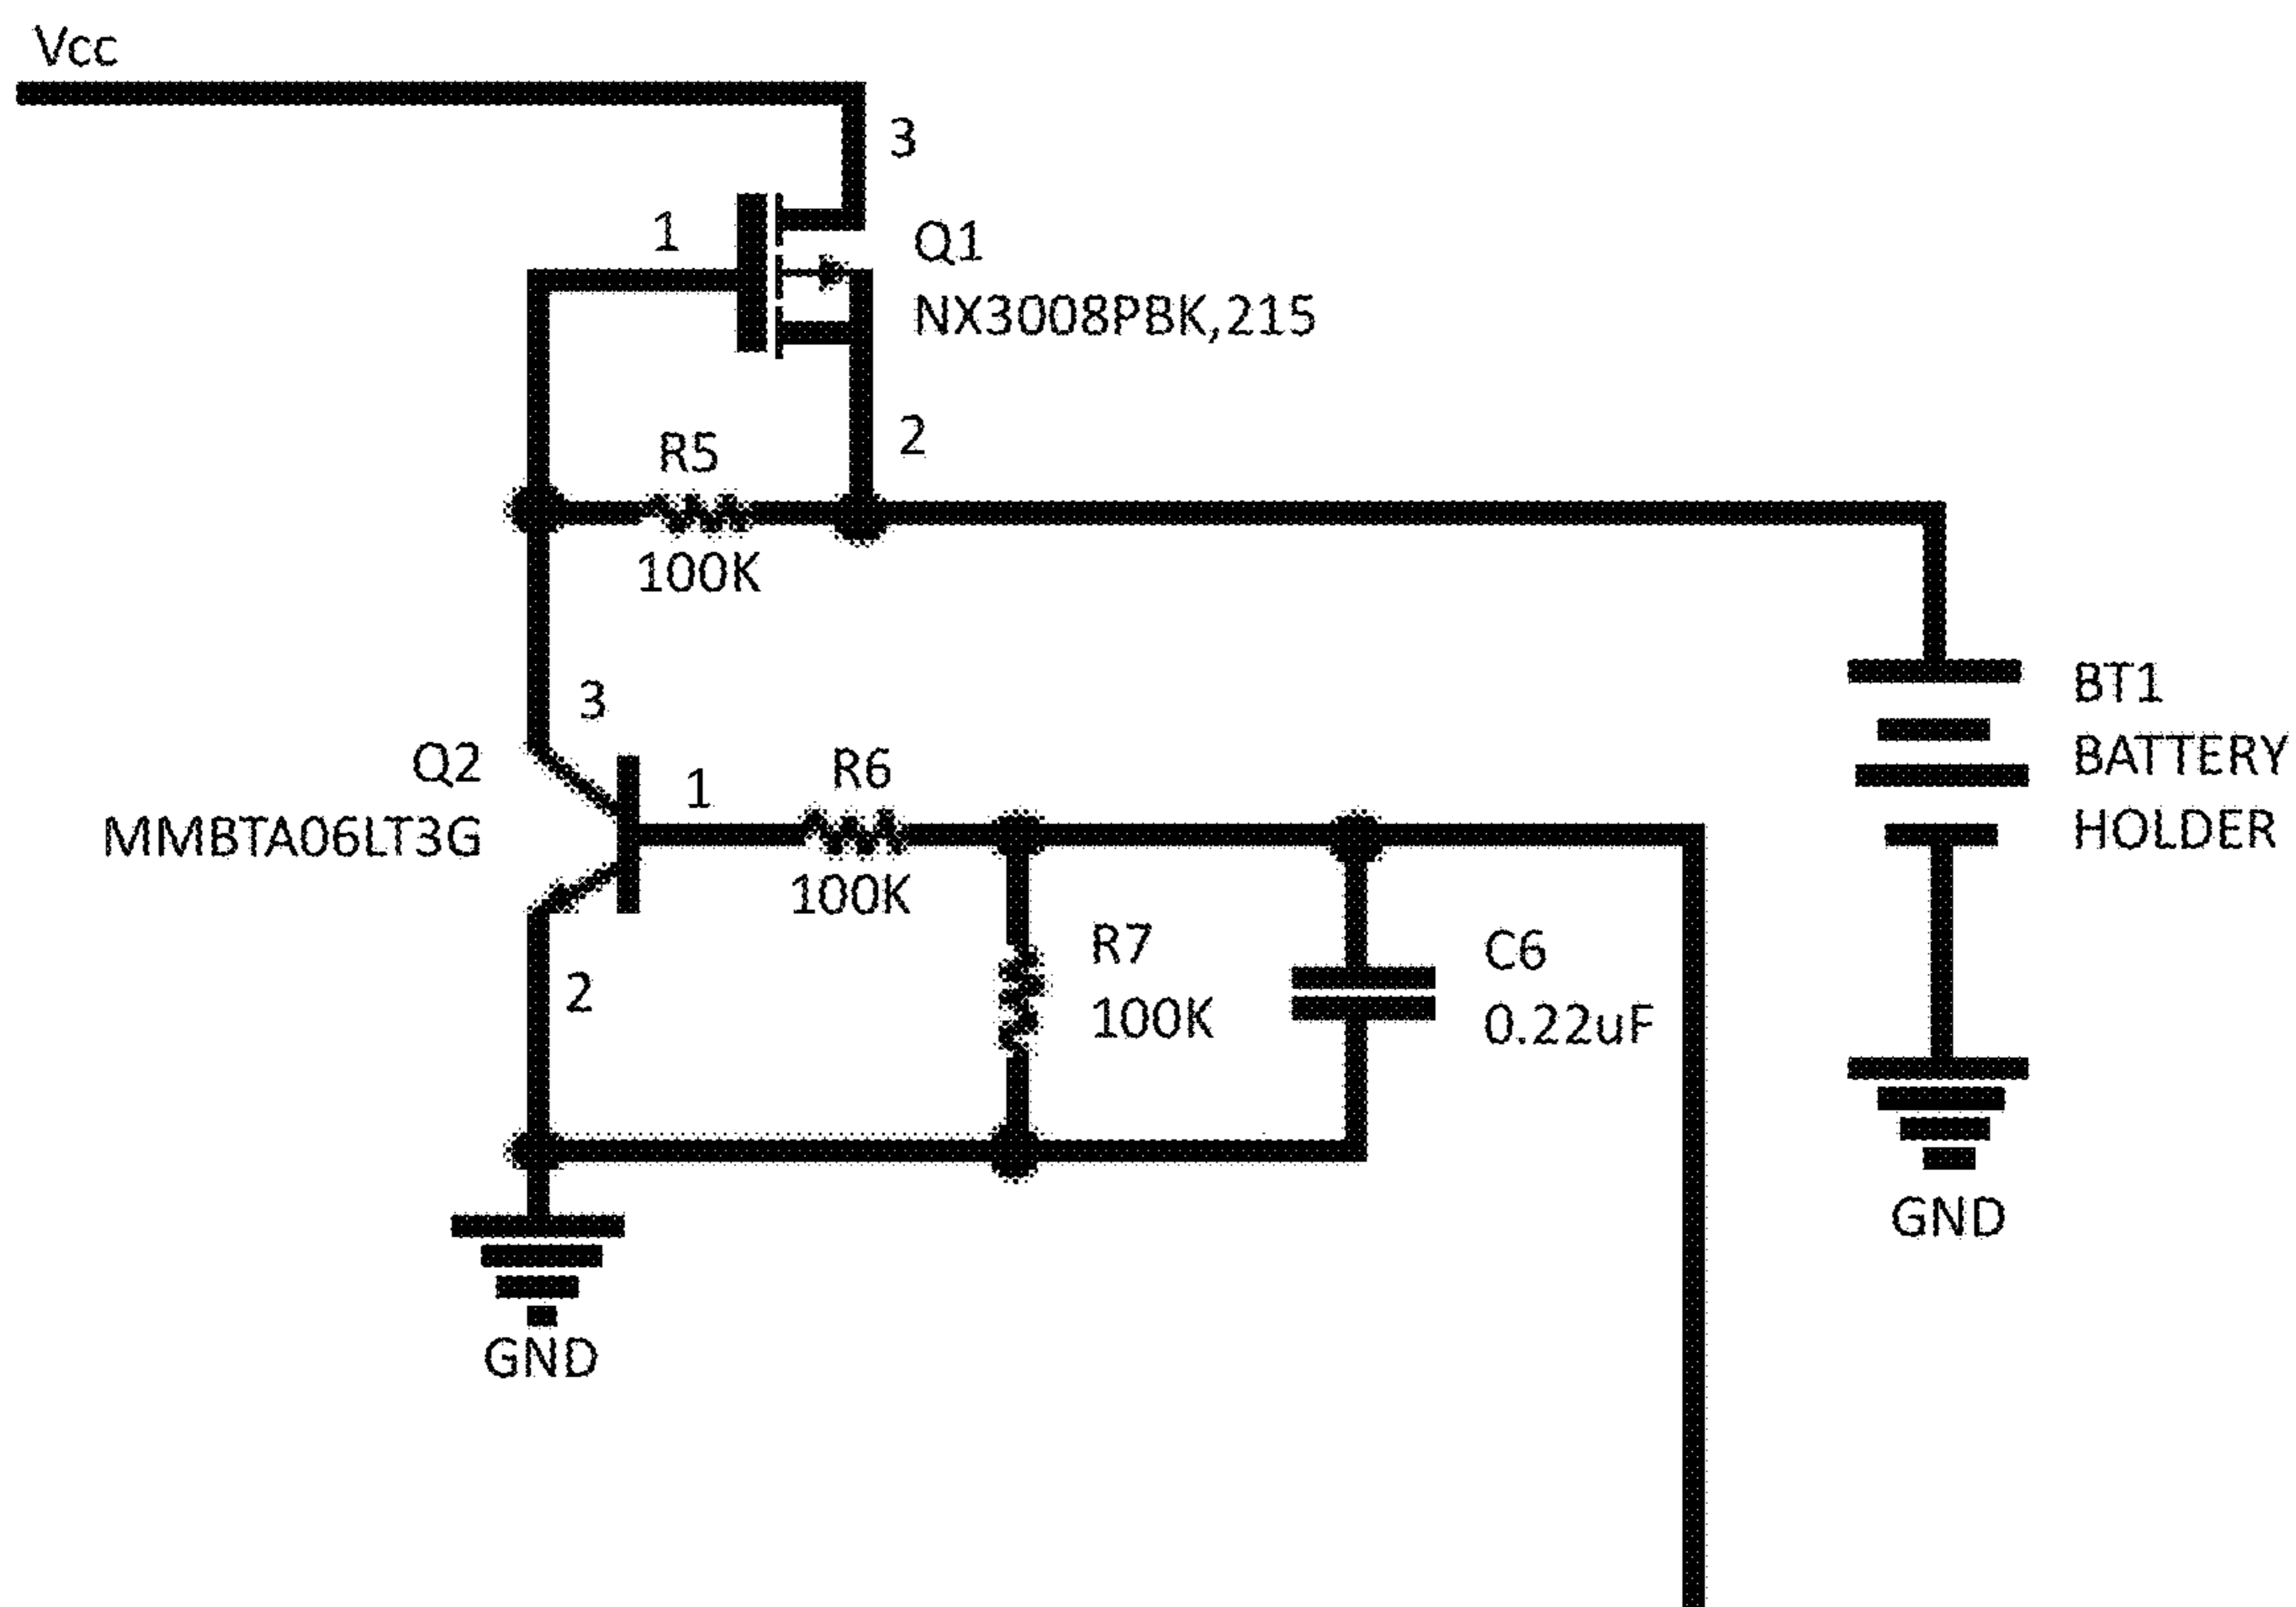 Vcc
3
1
Q1
NX3008PBK,215
2
R5
100K
3
Q2
MMBTA06LT3G
1
R6
100K
BT1
BATTERY
HOLDER
2
R7
100K
C6
0.22uF
GND
GND